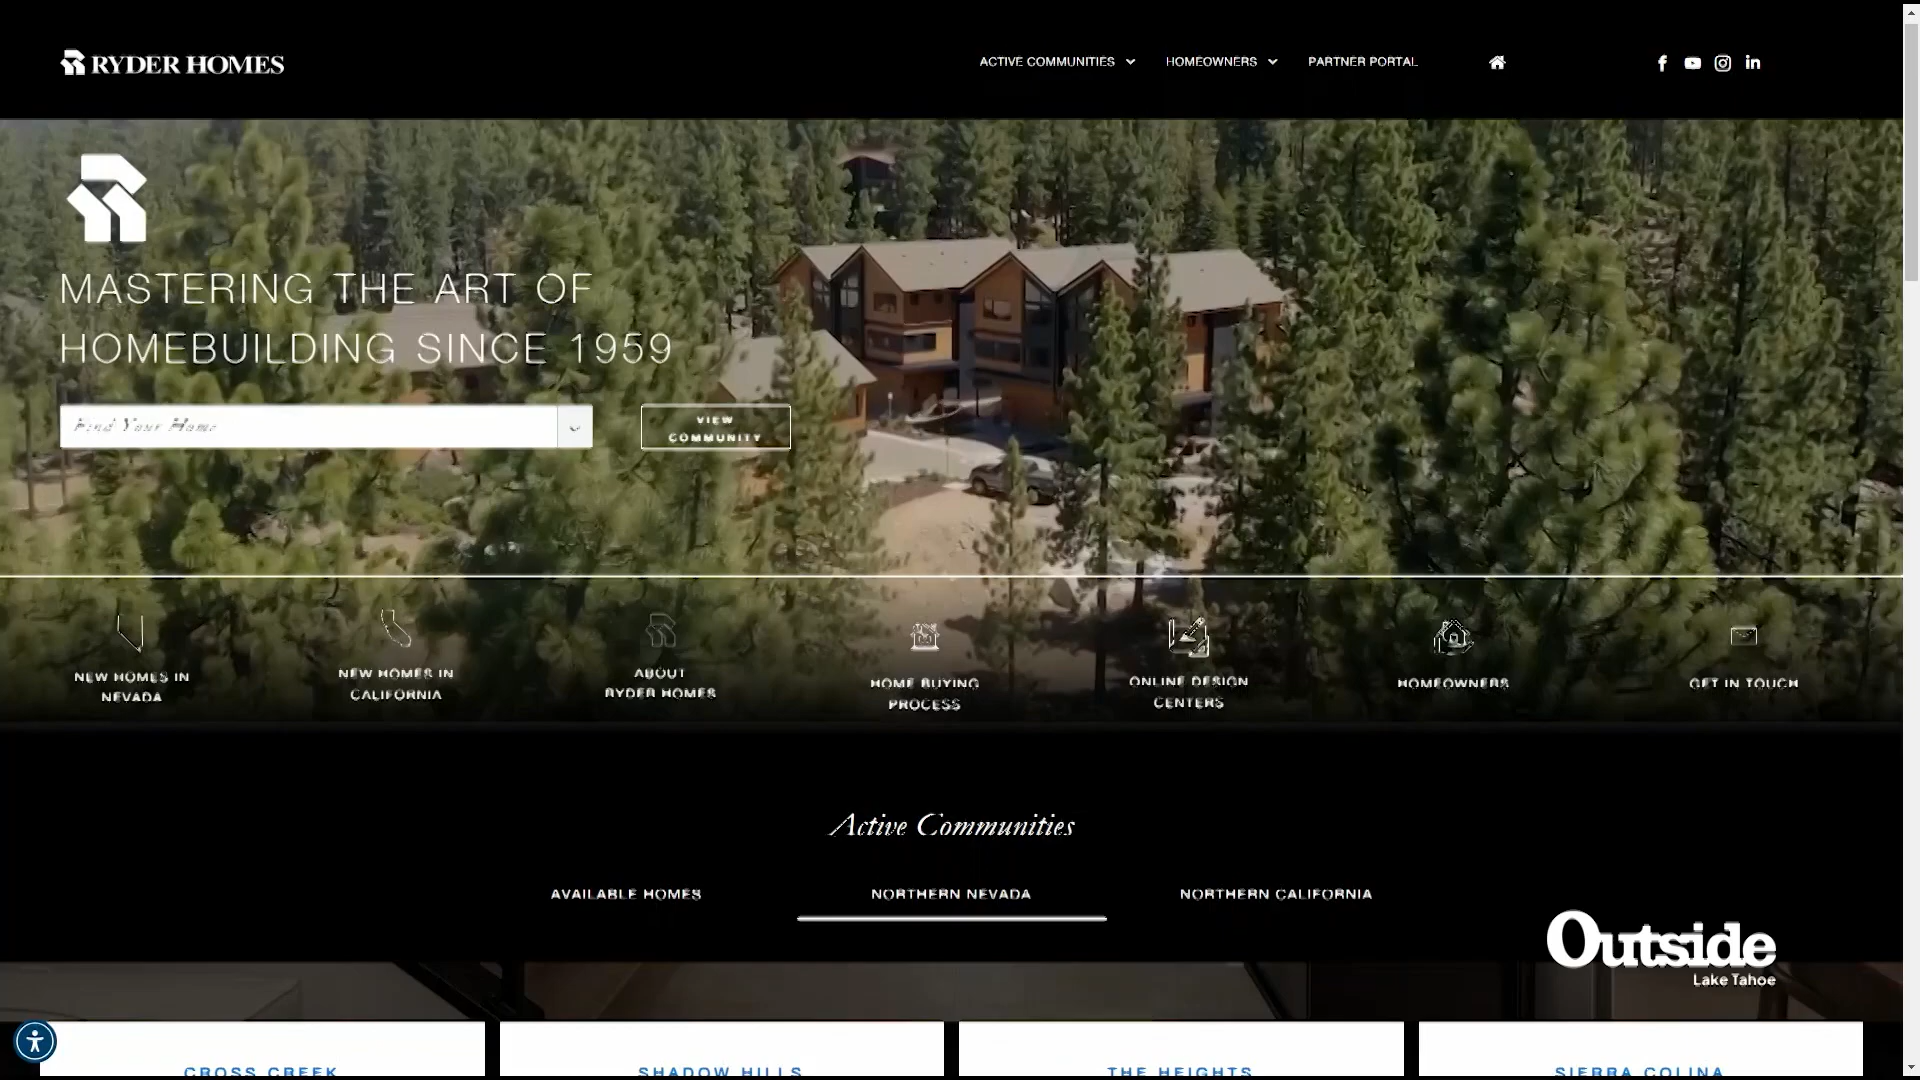 RYDER HOMES
ACTIVE COMMUNITIES
HOMEOWNERS
PARTNER PORTAL
MASTERING THE ART OF
HOMEBUILDING SINCE 1959
Find Your Home
VIEW
COMMUNITY
NEW HOMES IN
NEVADA
NEW HOMES IN
CALIFORNIA
ABOUT
RYDER HOMES
HOME BUYING
PROCESS
ONLINE DESIGN
CENTERS
HOMEOWNERS
GET IN TOUCH
Active Communities
AVAILABLE HOMES
NORTHERN NEVADA
NORTHERN CALIFORNIA
Outside
Lake Tahoe
CROSS CREEK
SHADOW HILLS
THE HEIGHTS
SIERRA COLINA